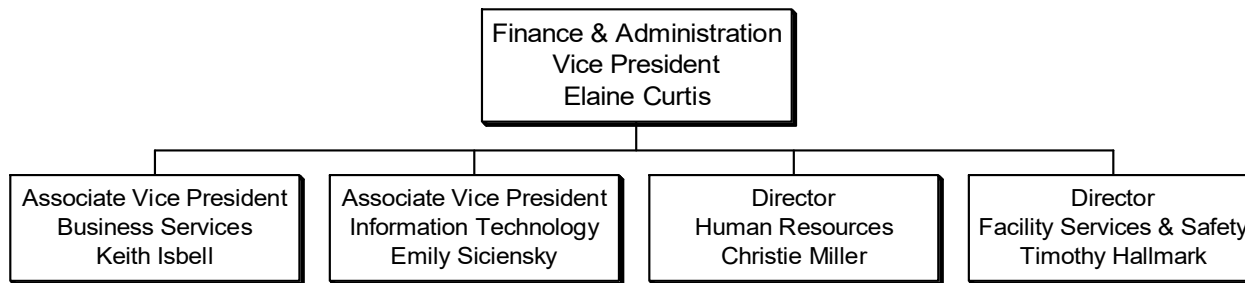 Finance & Administration
Vice President
Elaine Curtis
Associate Vice President
Business Services
Keith Isbell
Associate Vice President
Information Technology
Emily Siciensky
Director
Human Resources
Christie Miller
Director
Facility Services & Safety
Timothy Hallmark